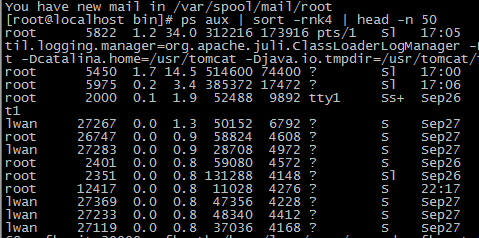 You have new mail in /var/spool/mail/root
[root@localhost bin]# ps aux | sort -rnk4 | head -n 50
root 5822 1.2 34.0 312216 173916 pts/1 Sl 17:05
til.logging.manager=org.apache.juli.ClassLoaderLogManager -
t -Dcatalina.home=/usr/tomcat -Djava.io.tmpdir=/usr/tomcat/
root 5450 1.7 14.5 514600 74400 ? Sl 17:00
root 5975 0.2 3.4 385372 17472 ? Sl 17:06
root 2000 0.1 1.9 52488 9892 tty1 Ss+ Sep26
t1
lwan 27267 0.0 1.3 50152 6792 ? S Sep27
root 26747 0.0 0.9 58824 4608 ? S Sep27
lwan 27283 0.0 0.9 28708 4972 ? S Sep27
root 2401 0.0 0.8 59080 4572 ? S Sep26
root 2351 0.0 0.8 131288 4148 ? Sl Sep26
root 12417 0.0 0.8 11028 4276 ? S 22:17
lwan 27369 0.0 0.8 47356 4228 ? S Sep27
lwan 27233 0.0 0.8 48340 4412 ? S Sep27
lwan 27119 0.0 0.8 37036 4168 ? S Sep27